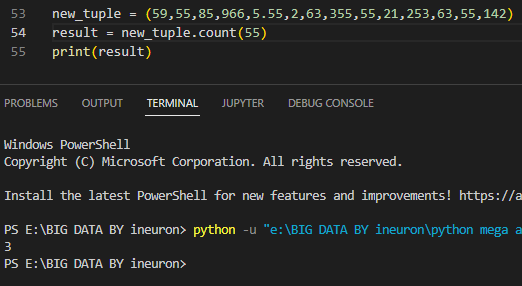 53 new_tuple = (59,55,85,966,5.55,2,63,355,55,21,253,63,55,142)
54 result = new_tuple.count(55)
55 print(result)
PROBLEMS OUTPUT TERMINAL JUPYTER DEBUG CONSOLE
Windows PowerShell
Copyright (C) Microsoft Corporation. All rights reserved.
Install the latest PowerShell for new features and improvements! https://a
PS E:\BIG DATA BY ineuron> python -u "e:\BIG DATA BY ineuron\python mega a
3
PS E:\BIG DATA BY ineuron>